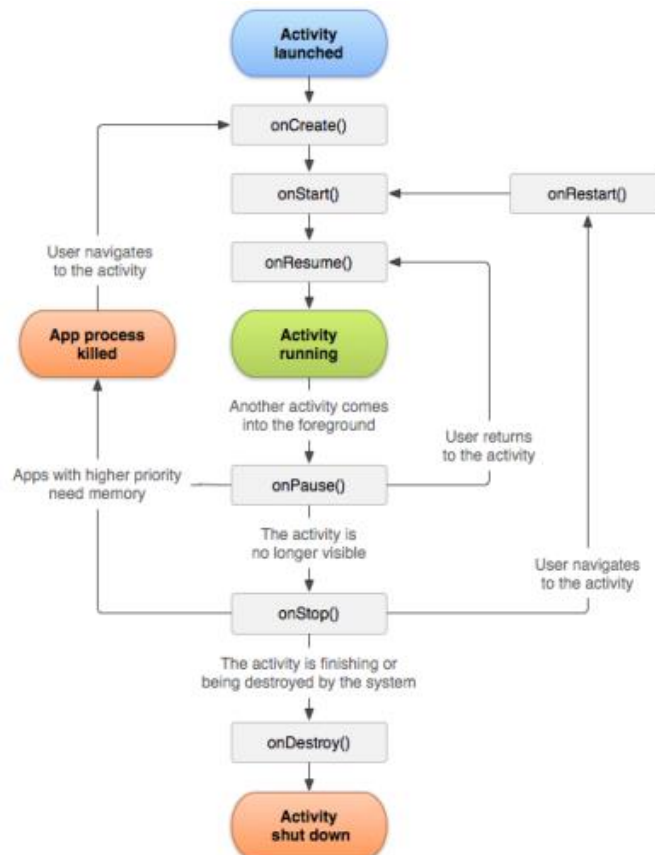 Activity
launched
onCreate()
onStart()
onRestart()
User navigates
to the activity
onResume()
App process
killed
Activity
running
Another activity comes
into the foreground
User returns
to the activity
Apps with higher priority
need memory
onPause()
The activity is
no longer visible
User navigates
to the activity
onStop()
The activity is finishing or
being destroyed by the system
onDestroy()
Activity
shut down